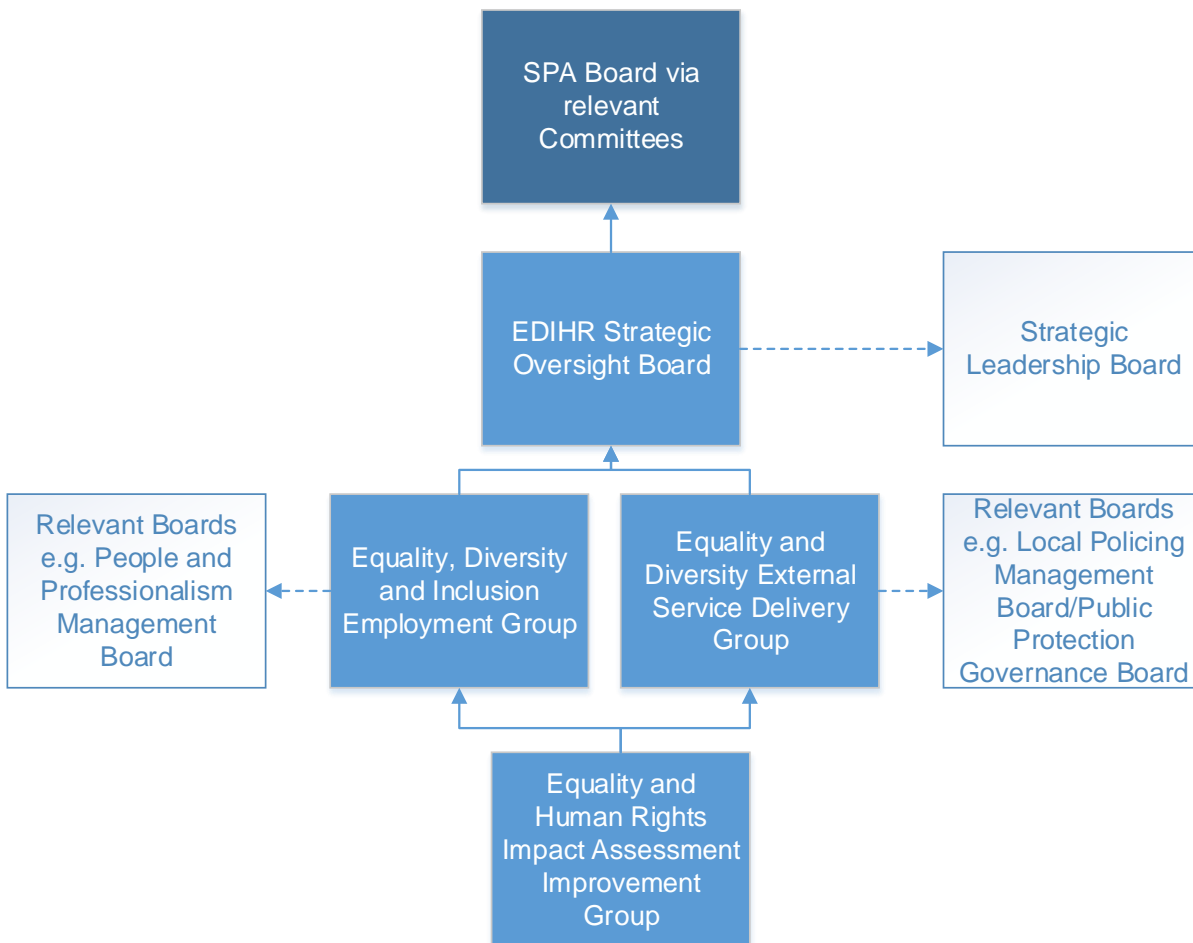 SPA Board via
relevant
Committees
EDIHR Strategic
Oversight Board
Strategic
Leadership Board
Relevant Boards
e.g. People and
Professionalism
Management
Board
Equality, Diversity
and Inclusion
Employment Group
Equality and
Diversity External
Service Delivery
Group
Relevant Boards
e.g. Local Policing
Management
Board/Public
Protection
Governance Board
Equality and
Human Rights
Impact Assessment
Improvement
Group